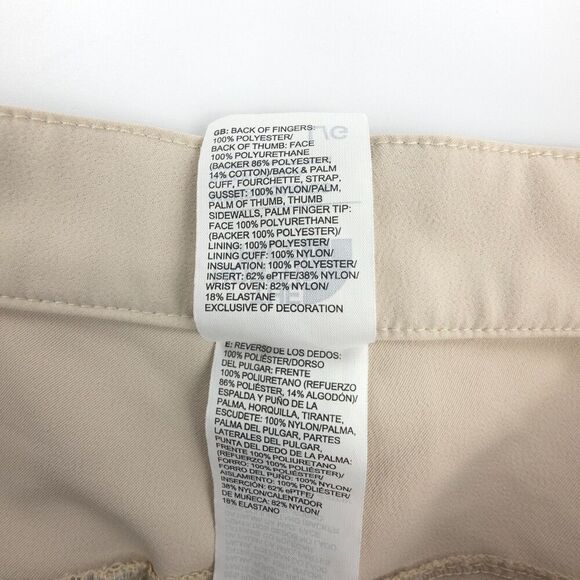 GB: BACK OF FINGERS:
100% POLYESTER/
BACK OF THUMB: FACE
100% POLYURETHANE
(BACKER 86% POLYESTER,
14% COTTON)/BACK & PALM
CUFF, FOURCHETTE, STRAP,
GUSSET: 100% NYLON/PALM,
PALM OF THUMB, THUMB
SIDEWALLS, PALM FINGER TIP:
FACE 100% POLYURETHANE
(BACKER 100% POLYESTER)/
LINING: 100% POLYESTER/
LINING CUFF: 100% NYLON/
INSULATION: 100% POLYESTER/
INSERT: 62% ePTFE/38% NYLON/
WRIST OVEN: 82% NYLON/
18% ELASTANE
EXCLUSIVE OF DECORATION
E: REVERSO DE LOS DEDOS:
100% POLIÉSTER/DORSO
DEL PULGAR: FRENTE
100% POLIURETANO (REFUERZO
86% POLIÉSTER, 14% ALGODÓN)/
ESPALDA Y PUÑO DE LA
PALMA, HORQUILLA, TIRANTE,
ESCUDETE: 100% NYLON/PALMA,
PALMA DEL PULGAR, PARTES
LATERALES DEL PULGAR,
PUNTA DEL DEDO DE LA PALMA:
FRENTE 100% POLIURETANO
(REFUERZO 100% POLIÉSTER)/
FORRO: 100% POLIÉSTER/
FORRO DEL PUÑO: 100% NYLON/
AISLAMIENTO: 100% POLIÉSTER/
INSERCIÓN: 62% ePTFE/
38% NYLON/CALENTADOR
DE MUÑECA: 82% NYLON/
18% ELASTANO